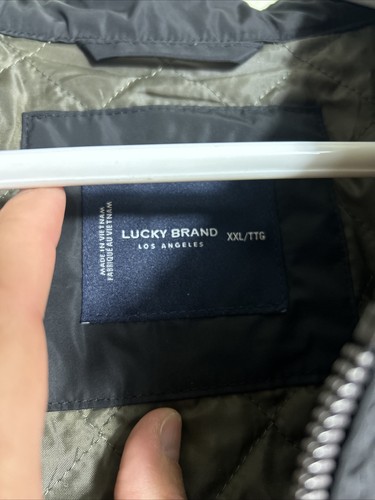 LUCKY BRAND
LOS ANGELES
XXL/TTG
MADE IN VIETNAM
FABRIQUÉ AU VIETNAM